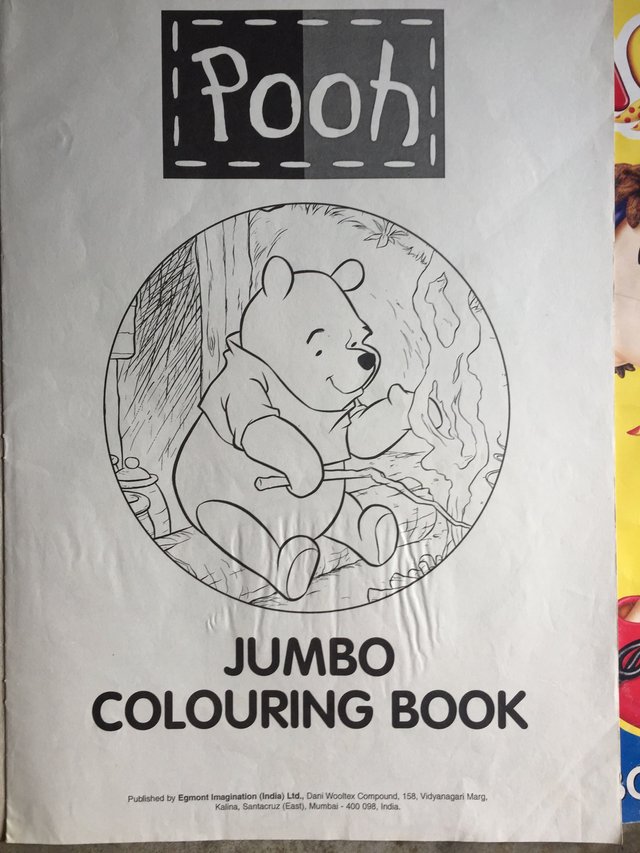 Pooh
JUMBO
COLOURING BOOK
Published by Egmont Imagination (India) Ltd., Dani Wooltex Compound, 158, Vidyanagari Marg,
Kalina, Santacruz (East), Mumbai - 400 098, India.